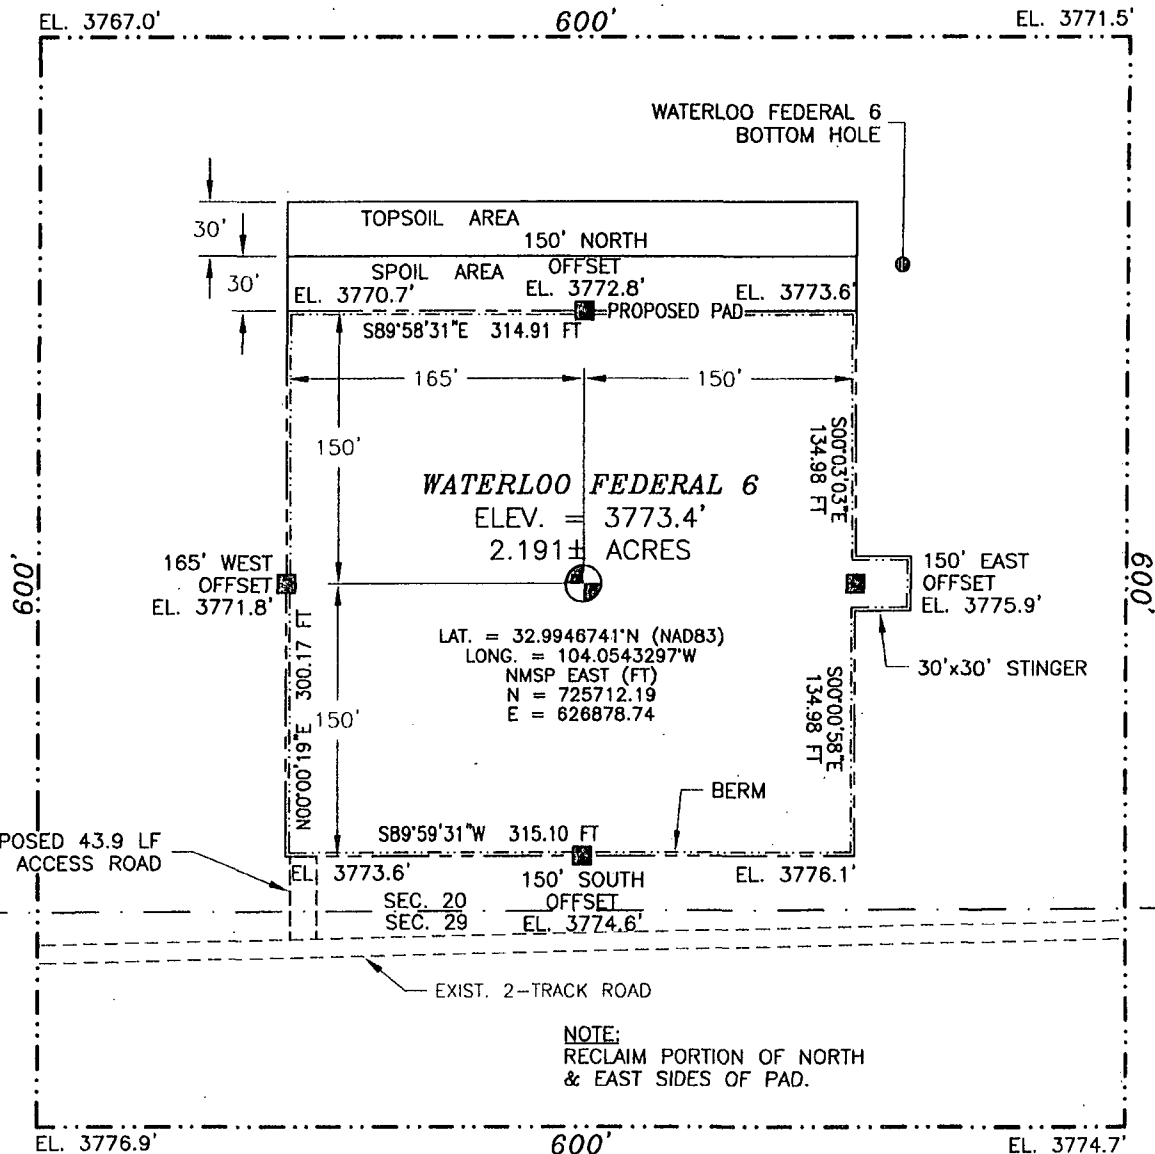 EL. 3767.0'
600'
EL. 3771.5'
WATERLOO FEDERAL 6
BOTTOM HOLE
30'
TOPSOIL AREA
150' NORTH
30'
SPOIL AREA
OFFSET
EL. 3770.7'
EL. 3772.8'
EL. 3773.6'
PROPOSED PAD
S89°58'31"E 314.91 FT
165'
150'
150'
S00°03'03"E
134.98 FT
WATERLOO FEDERAL 6
ELEV. = 3773.4'
2.191± ACRES
600'
165' WEST
OFFSET
EL. 3771.8'
150' EAST
OFFSET
EL. 3775.9'
600'
LAT. = 32.9946741°N (NAD83)
LONG. = 104.0543297°W
NMSP EAST (FT)
N = 725712.19
E = 626878.74
30'x30' STINGER
N00°00'19"E 300.17 FT
150'
S00°00'58"E
134.98 FT
BERM
S89°59'31"W 315.10 FT
POSED 43.9 LF
ACCESS ROAD
EL. 3773.6'
150' SOUTH
OFFSET
EL. 3774.6'
EL. 3776.1'
SEC. 20
SEC. 29
EXIST. 2-TRACK ROAD
NOTE:
RECLAIM PORTION OF NORTH
& EAST SIDES OF PAD.
EL. 3776.9'
600'
EL. 3774.7'